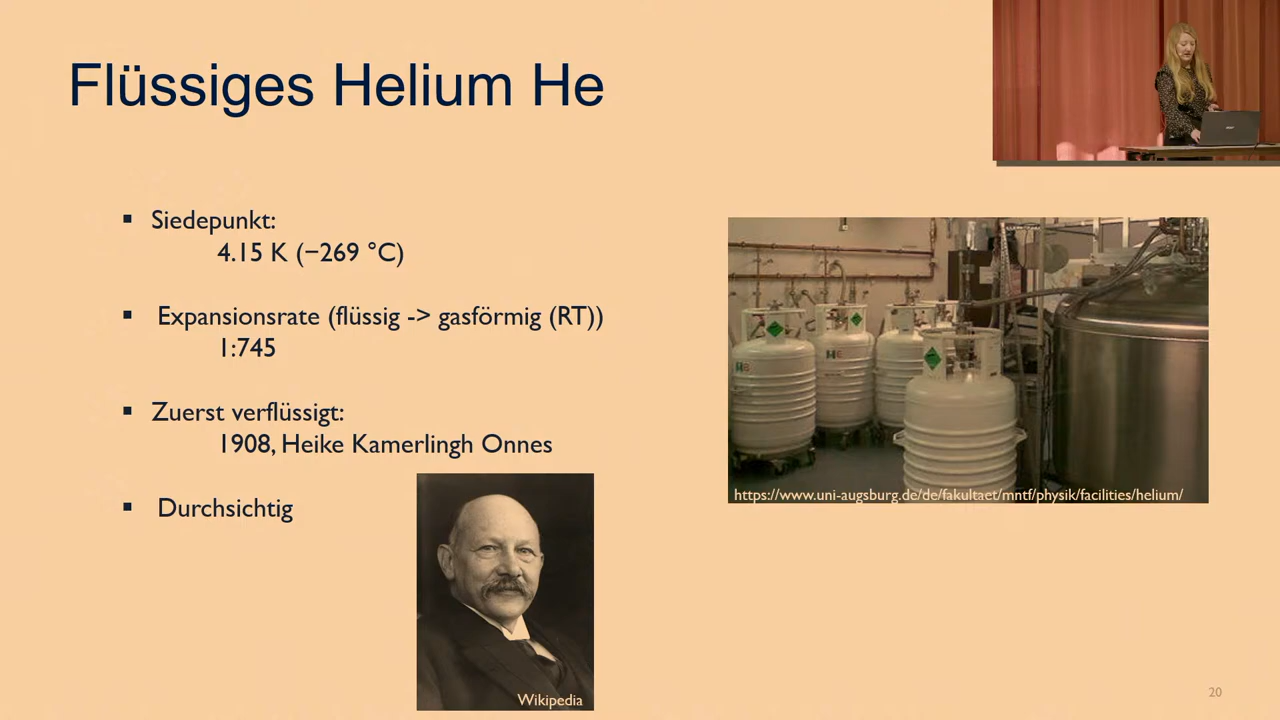 Flüssiges Helium He
▪ Siedepunkt:
4.15 K (−269 °C)
▪ Expansionsrate (flüssig -> gasförmig (RT))
1:745
▪ Zuerst verflüssigt:
1908, Heike Kamerlingh Onnes
▪ Durchsichtig
Wikipedia
https://www.uni-augsburg.de/de/fakultaet/mntf/physik/facilities/helium/
20